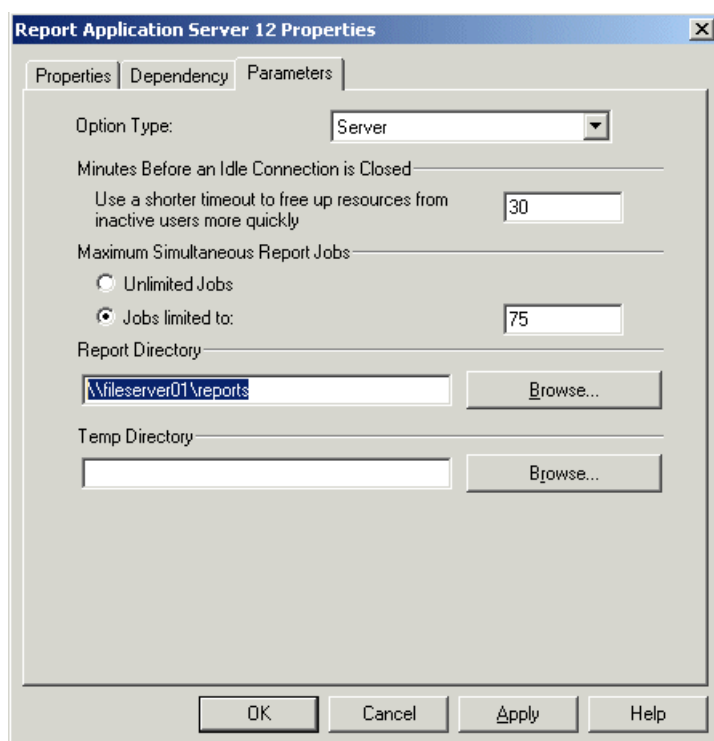 Report Application Server 12 Properties
Properties
Dependency
Parameters
Option Type:
Server
Minutes Before an Idle Connection is Closed
Use a shorter timeout to free up resources from
inactive users more quickly
30
Maximum Simultaneous Report Jobs
Unlimited Jobs
Jobs limited to:
75
Report Directory
\\fileserver01\reports
Browse...
Temp Directory
Browse...
OK
Cancel
Apply
Help